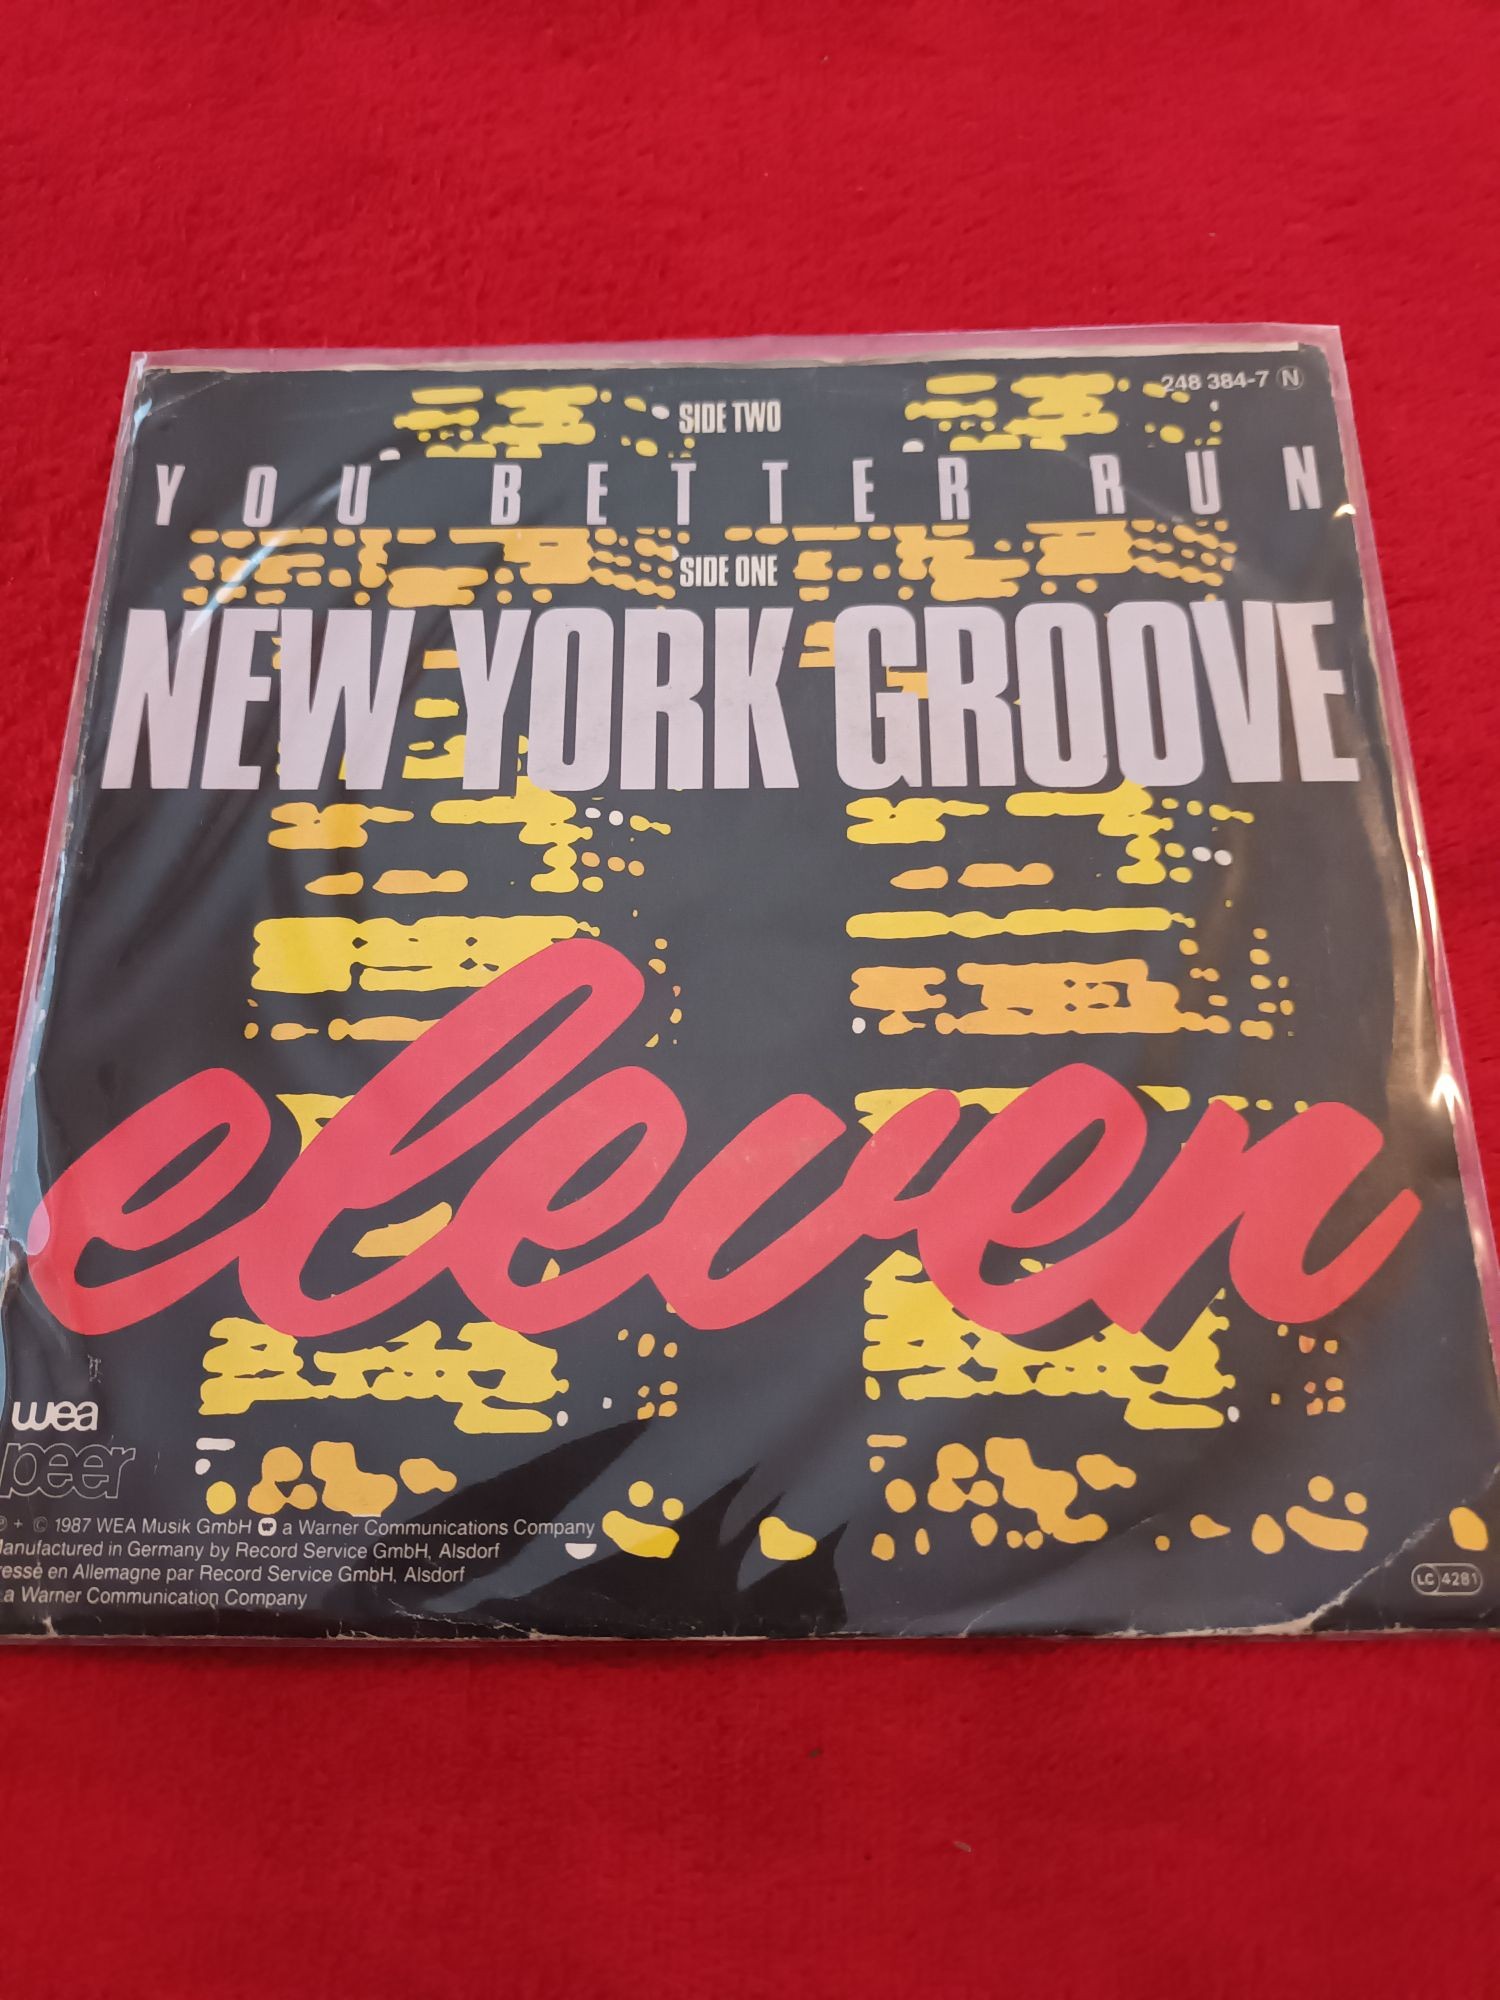 248 384-7 N
SIDE TWO
YOU BETTER RUN
SIDE ONE
NEW YORK GROOVE
eleven
wea
peer
℗ + © 1987 WEA Musik GmbH a Warner Communications Company
Manufactured in Germany by Record Service GmbH, Alsdorf
ressé en Allemagne par Record Service GmbH, Alsdorf
a Warner Communication Company
LC 4281